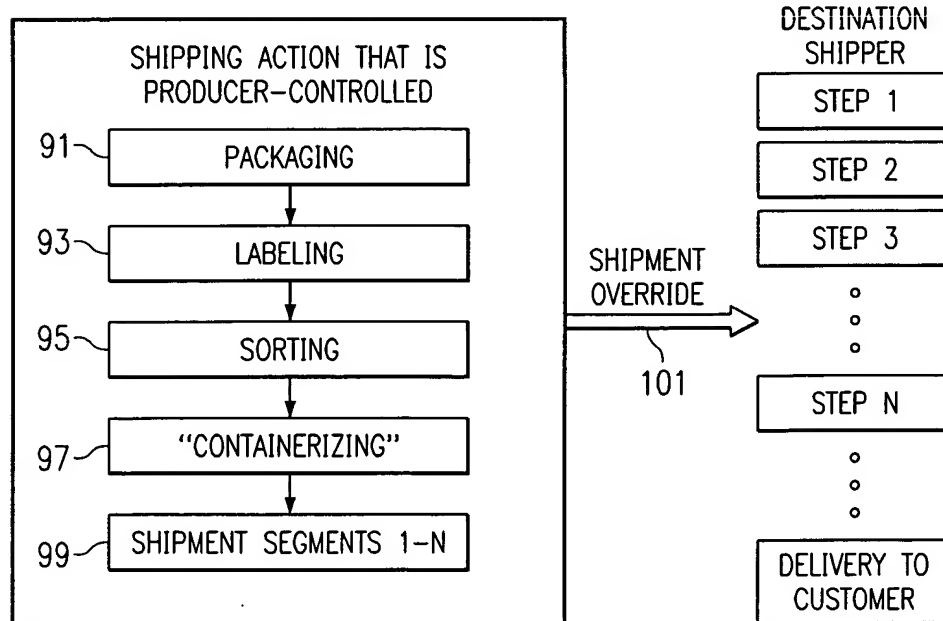 SHIPPING ACTION THAT IS
PRODUCER-CONTROLLED
91
PACKAGING
93
LABELING
95
SORTING
97
"CONTAINERIZING"
99
SHIPMENT SEGMENTS 1-N
SHIPMENT
OVERRIDE
101
DESTINATION
SHIPPER
STEP 1
STEP 2
STEP 3
STEP N
DELIVERY TO
CUSTOMER